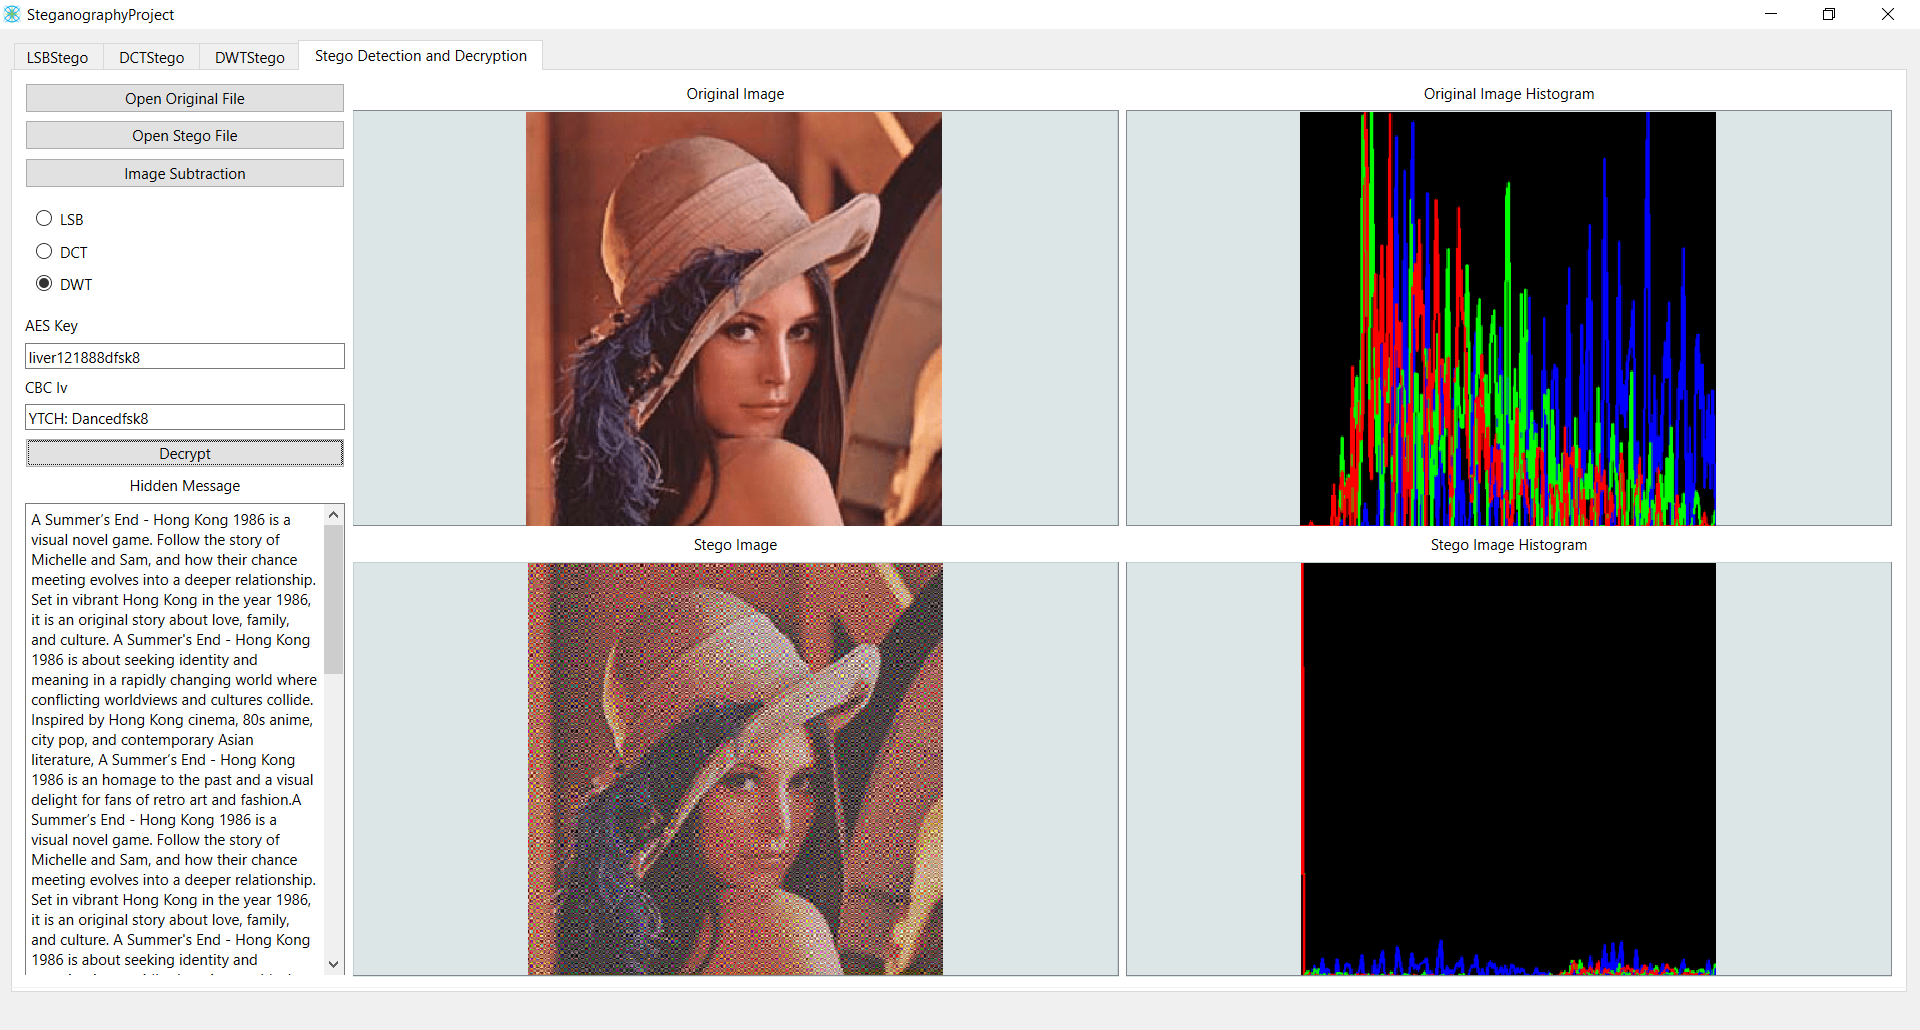 SteganographyProject
LSBStego
DCTStego
DWTStego
Stego Detection and Decryption
Open Original File
Open Stego File
Image Subtraction
LSB
DCT
DWT
AES Key
liver121888dfsk8
CBC Iv
YTCH: Dancedfsk8
Decrypt
Hidden Message
A Summer’s End - Hong Kong 1986 is a
visual novel game. Follow the story of
Michelle and Sam, and how their chance
meeting evolves into a deeper relationship.
Set in vibrant Hong Kong in the year 1986,
it is an original story about love, family,
and culture. A Summer's End - Hong Kong
1986 is about seeking identity and
meaning in a rapidly changing world where
conflicting worldviews and cultures collide.
Inspired by Hong Kong cinema, 80s anime,
city pop, and contemporary Asian
literature, A Summer’s End - Hong Kong
1986 is an homage to the past and a visual
delight for fans of retro art and fashion.A
Summer’s End - Hong Kong 1986 is a
visual novel game. Follow the story of
Michelle and Sam, and how their chance
meeting evolves into a deeper relationship.
Set in vibrant Hong Kong in the year 1986,
it is an original story about love, family,
and culture. A Summer's End - Hong Kong
1986 is about seeking identity and
Original Image
Original Image Histogram
Stego Image
Stego Image Histogram